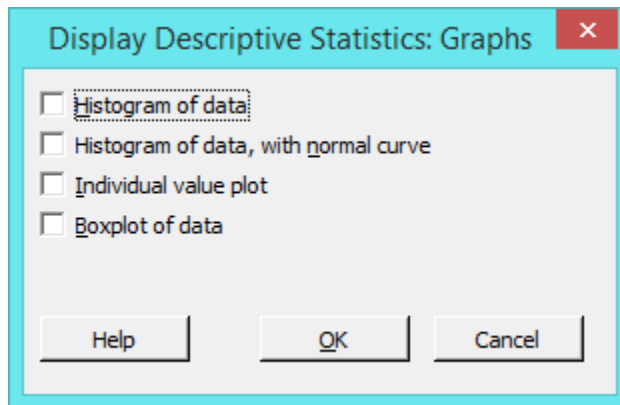 Display Descriptive Statistics: Graphs
Histogram of data
Histogram of data, with normal curve
Individual value plot
Boxplot of data
Help OK Cancel